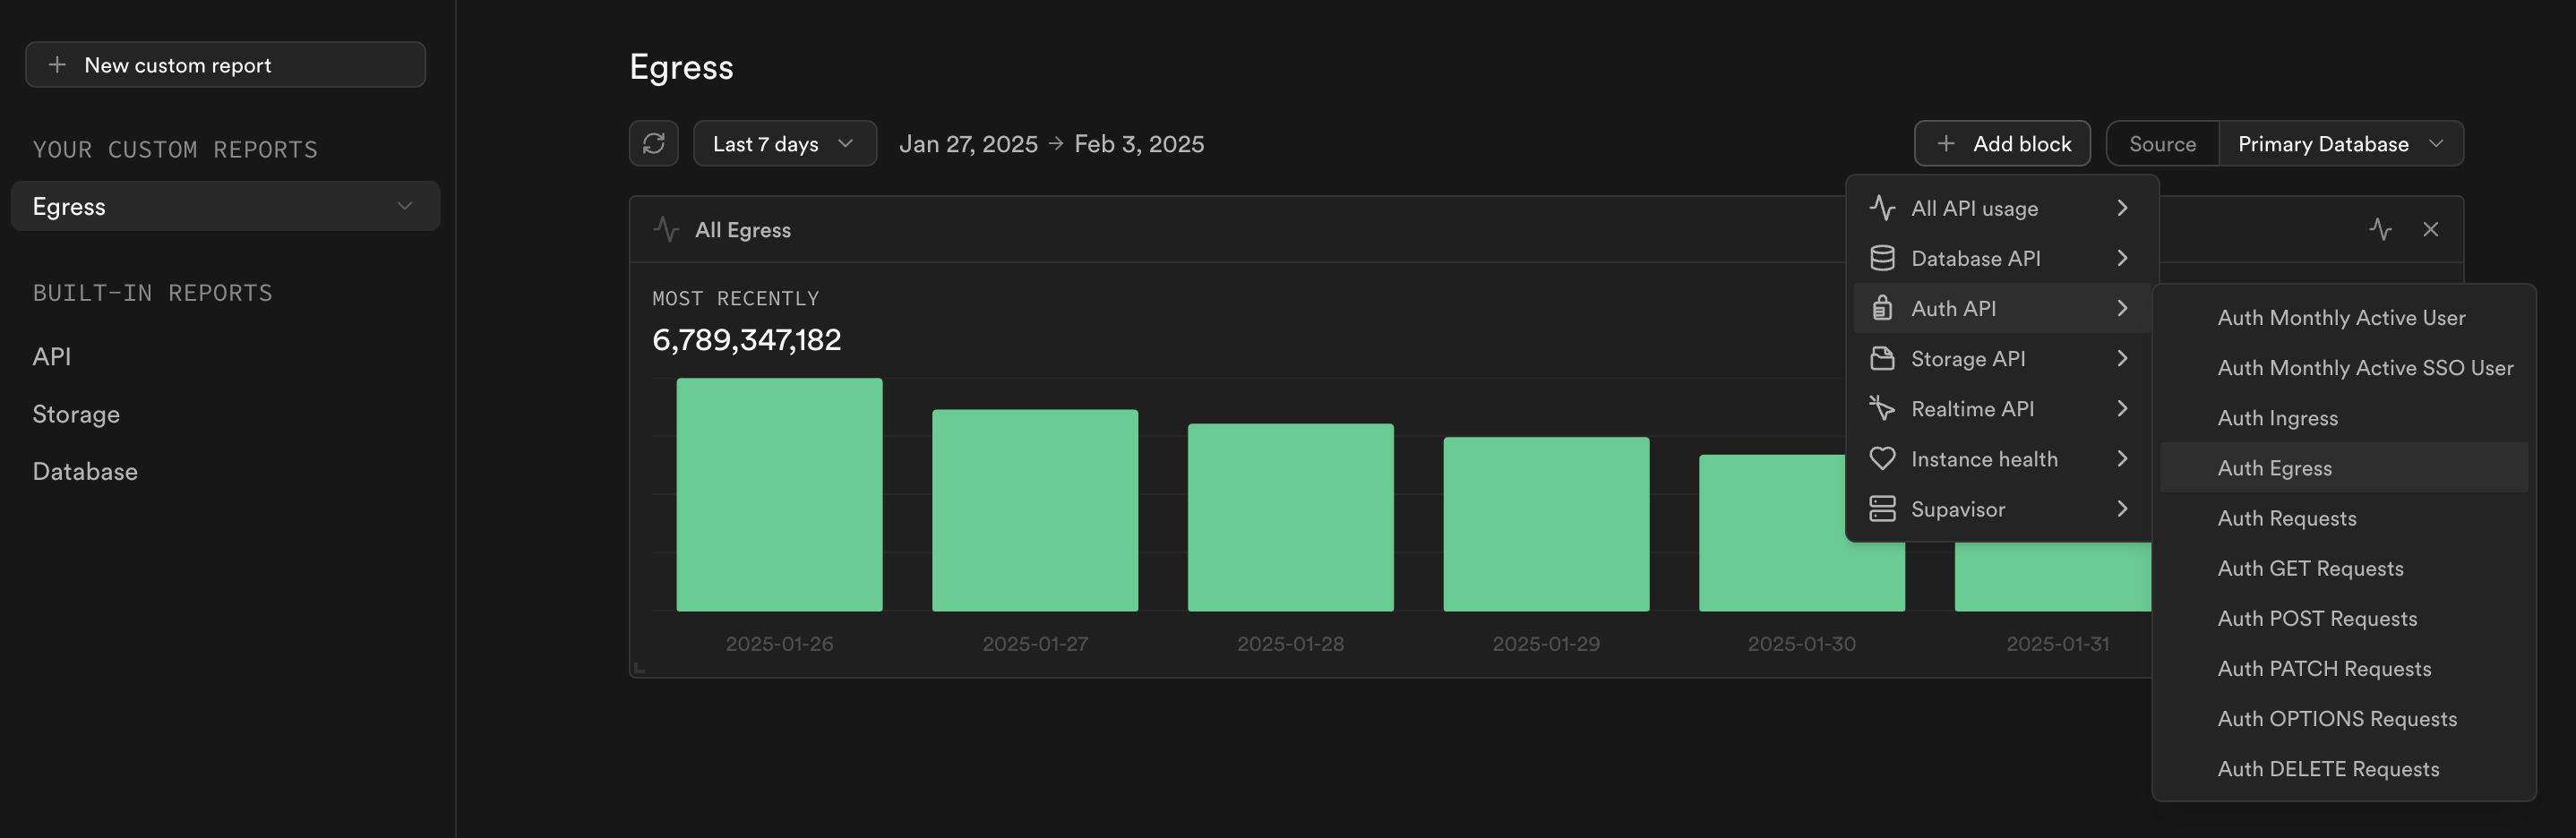 New custom report
YOUR CUSTOM REPORTS
Egress
BUILT-IN REPORTS
API
Storage
Database
Egress
Last 7 days
Jan 27, 2025 → Feb 3, 2025
Add block
Source
Primary Database
All Egress
MOST RECENTLY
6,789,347,182
2025-01-26
2025-01-27
2025-01-28
2025-01-29
2025-01-30
2025-01-31
All API usage
Database API
Auth API
Storage API
Realtime API
Instance health
Supavisor
Auth Monthly Active User
Auth Monthly Active SSO User
Auth Ingress
Auth Egress
Auth Requests
Auth GET Requests
Auth POST Requests
Auth PATCH Requests
Auth OPTIONS Requests
Auth DELETE Requests